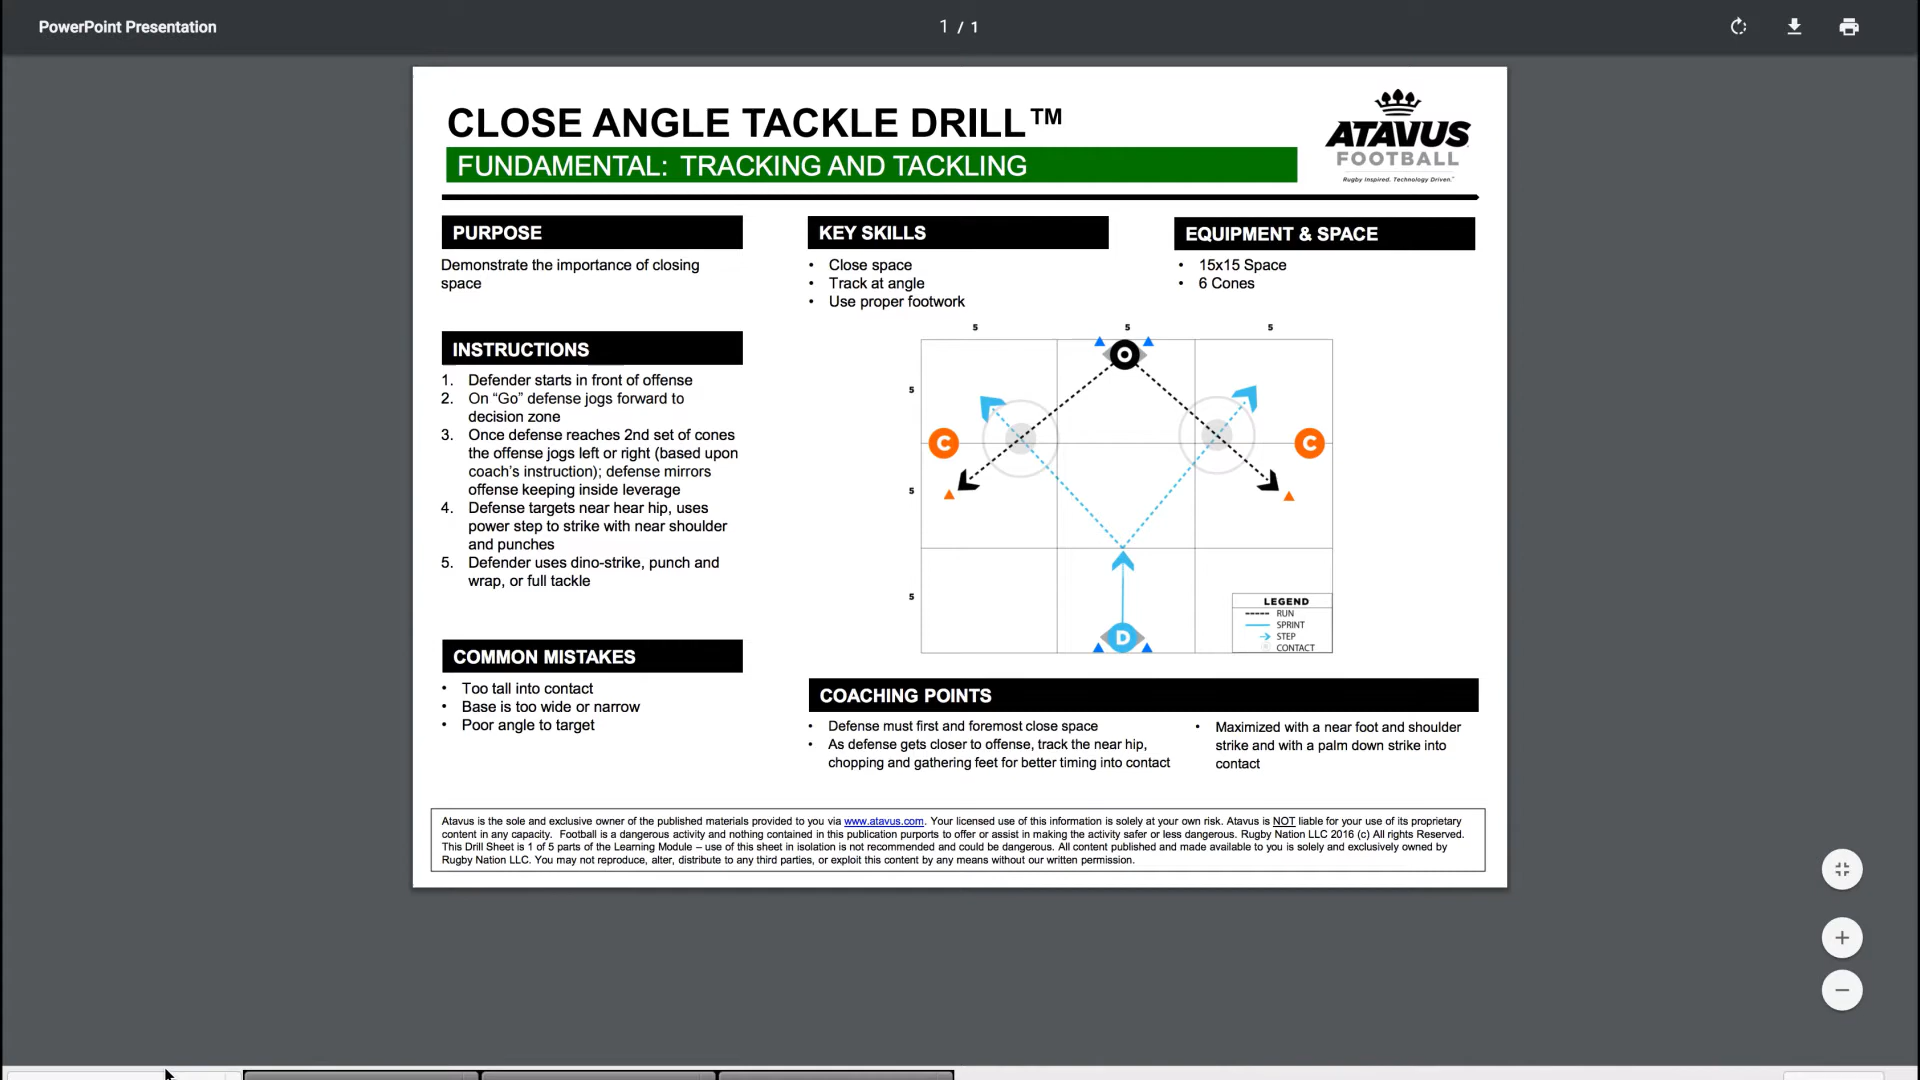 PowerPoint Presentation
1 / 1
CLOSE ANGLE TACKLE DRILL™
FUNDAMENTAL: TRACKING AND TACKLING
ATAVUS
FOOTBALL
Rugby Inspired. Technology Driven.™
PURPOSE
Demonstrate the importance of closing
space
KEY SKILLS
• Close space
• Track at angle
• Use proper footwork
EQUIPMENT & SPACE
• 15x15 Space
• 6 Cones
INSTRUCTIONS
1. Defender starts in front of offense
2. On “Go” defense jogs forward to
decision zone
3. Once defense reaches 2nd set of cones
the offense jogs left or right (based upon
coach’s instruction); defense mirrors
offense keeping inside leverage
4. Defense targets near hear hip, uses
power step to strike with near shoulder
and punches
5. Defender uses dino-strike, punch and
wrap, or full tackle
5 5 5
O
5
C C
5
5
D
LEGEND
RUN
SPRINT
STEP
CONTACT
COMMON MISTAKES
• Too tall into contact
• Base is too wide or narrow
• Poor angle to target
COACHING POINTS
• Defense must first and foremost close space
• As defense gets closer to offense, track the near hip,
chopping and gathering feet for better timing into contact
• Maximized with a near foot and shoulder
strike and with a palm down strike into
contact
Atavus is the sole and exclusive owner of the published materials provided to you via www.atavus.com. Your licensed use of this information is solely at your own risk. Atavus is NOT liable for your use of its proprietary
content in any capacity. Football is a dangerous activity and nothing contained in this publication purports to offer or assist in making the activity safer or less dangerous. Rugby Nation LLC 2016 (c) All rights Reserved.
This Drill Sheet is 1 of 5 parts of the Learning Module – use of this sheet in isolation is not recommended and could be dangerous. All content published and made available to you is solely and exclusively owned by
Rugby Nation LLC. You may not reproduce, alter, distribute to any third parties, or exploit this content by any means without our written permission.